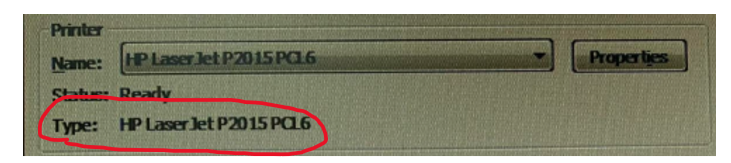 Printer
Name: HP LaserJet P2015 PCL6 Properties
Status: Ready
Type: HP LaserJet P2015 PCL6